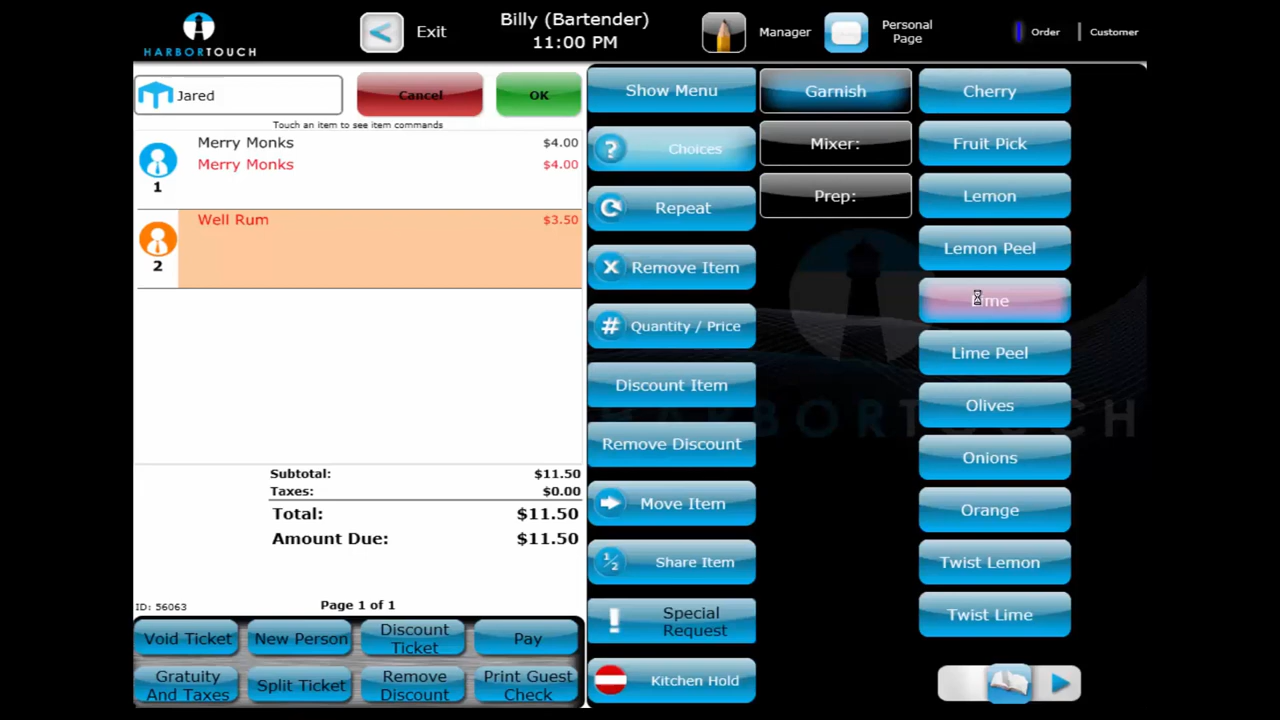 HARBORTOUCH
Exit
Billy (Bartender)
11:00 PM
Manager
Personal
Page
Order
Customer
Jared
Cancel
OK
Touch an item to see item commands
Merry Monks $4.00
Merry Monks $4.00
1
Well Rum $3.50
2
Subtotal: $11.50
Taxes: $0.00
Total: $11.50
Amount Due: $11.50
ID: 56063
Page 1 of 1
Void Ticket
New Person
Discount
Ticket
Pay
Gratuity
And Taxes
Split Ticket
Remove
Discount
Print Guest
Check
Show Menu
? Choices
Repeat
X Remove Item
# Quantity / Price
Discount Item
Remove Discount
Move Item
1/2 Share Item
! Special
Request
Kitchen Hold
Garnish
Mixer:
Prep:
Cherry
Fruit Pick
Lemon
Lemon Peel
Lime
Lime Peel
Olives
Onions
Orange
Twist Lemon
Twist Lime